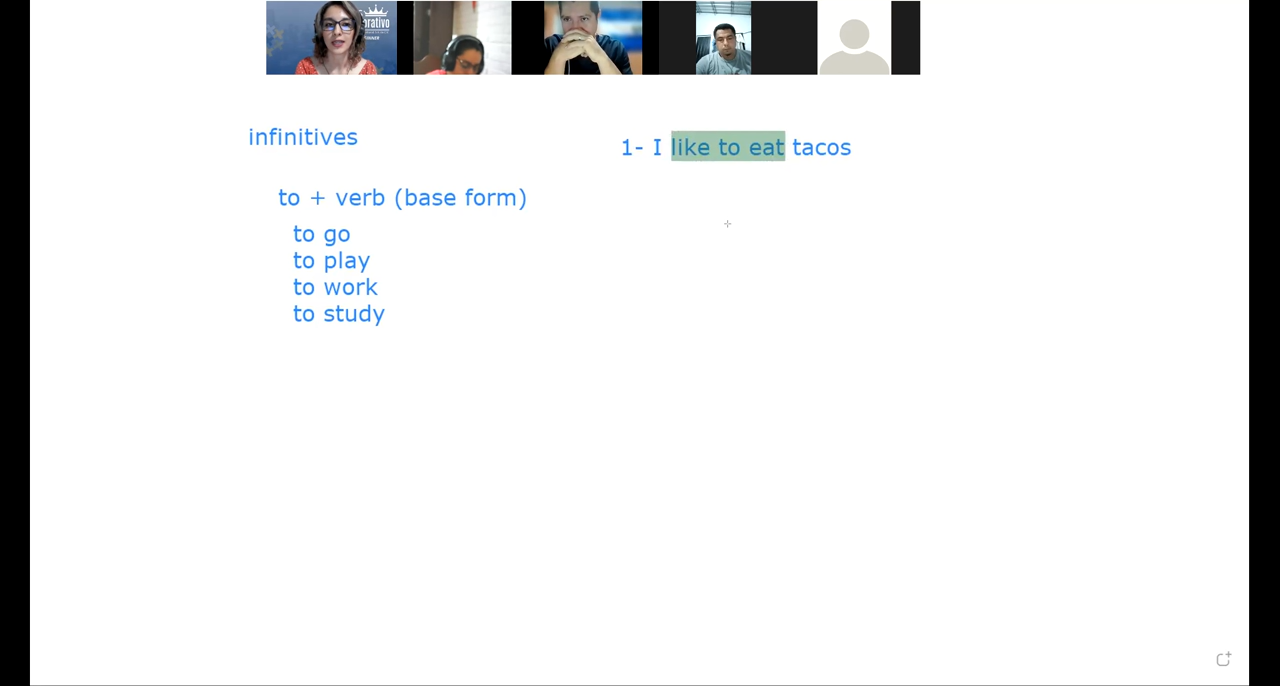 infinitives
to + verb (base form)
to go
to play
to work
to study
1- I like to eat tacos